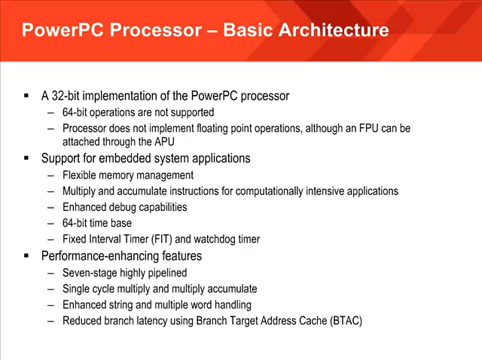 PowerPC Processor – Basic Architecture
▪ A 32-bit implementation of the PowerPC processor
– 64-bit operations are not supported
– Processor does not implement floating point operations, although an FPU can be
attached through the APU
▪ Support for embedded system applications
– Flexible memory management
– Multiply and accumulate instructions for computationally intensive applications
– Enhanced debug capabilities
– 64-bit time base
– Fixed Interval Timer (FIT) and watchdog timer
▪ Performance-enhancing features
– Seven-stage highly pipelined
– Single cycle multiply and multiply accumulate
– Enhanced string and multiple word handling
– Reduced branch latency using Branch Target Address Cache (BTAC)